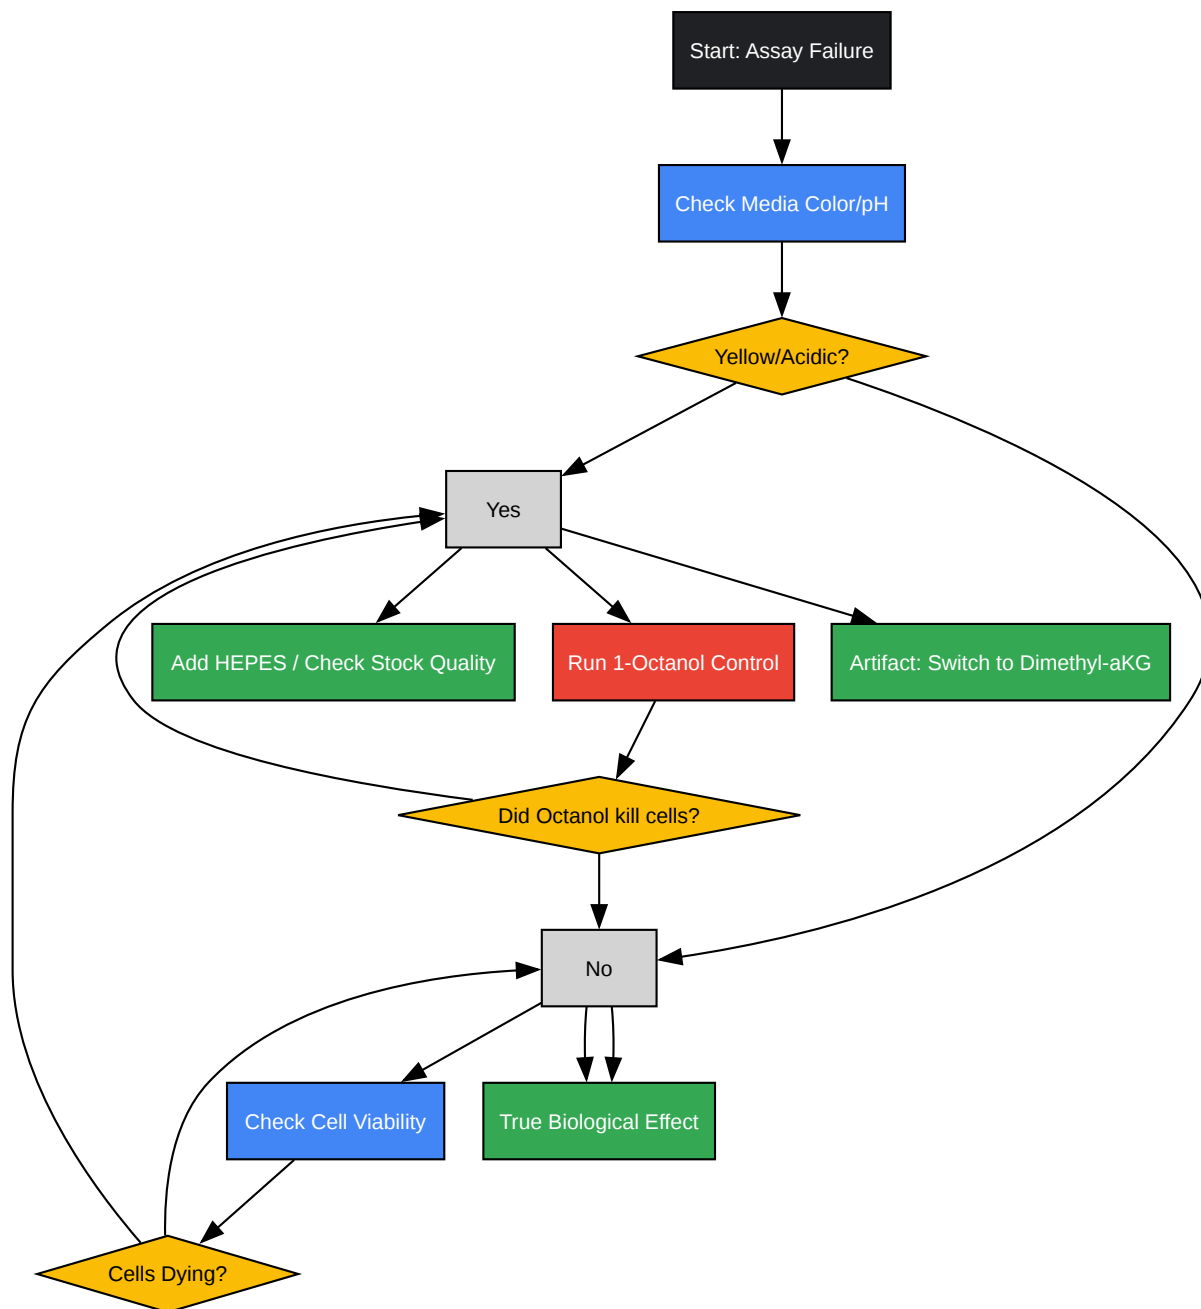 Start: Assay Failure
Check Media Color/pH
Yellow/Acidic?
Yes
Add HEPES / Check Stock Quality
Run 1-Octanol Control
Artifact: Switch to Dimethyl-aKG
Did Octanol kill cells?
No
Check Cell Viability
True Biological Effect
Cells Dying?